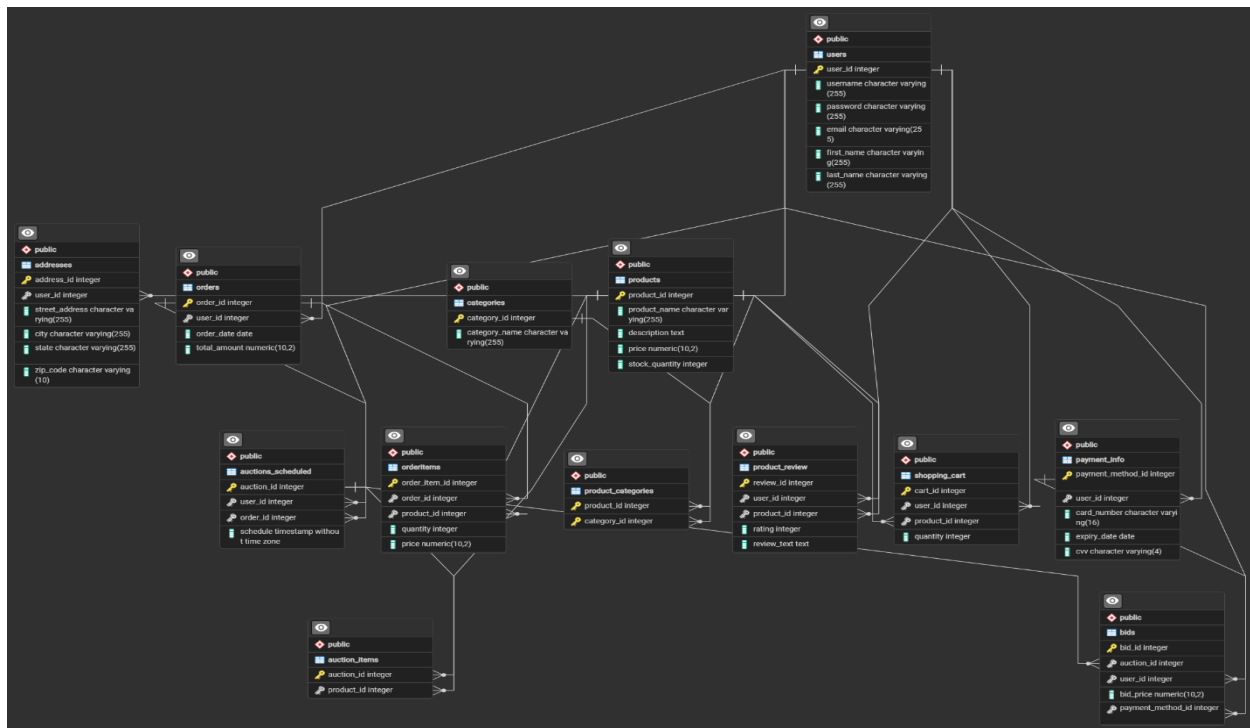 public
users
user_id integer
username character varying
(255)
password character varying
(255)
email character varying(25
5)
first_name character varyin
g(255)
last_name character varying
(255)
public
addresses
address_id integer
user_id integer
street_address character va
rying(255)
city character varying(255)
state character varying(255)
zip_code character varying
(10)
public
orders
order_id integer
user_id integer
order_date date
total_amount numeric(10,2)
public
categories
category_id integer
category_name character va
rying(255)
public
products
product_id integer
product_name character var
ying(255)
description text
price numeric(10,2)
stock_quantity integer
public
auctions_scheduled
auction_id integer
user_id integer
order_id integer
schedule timestamp withou
t time zone
public
orderitems
order_item_id integer
order_id integer
product_id integer
quantity integer
price numeric(10,2)
public
product_categories
product_id integer
category_id integer
public
product_review
review_id integer
user_id integer
product_id integer
rating integer
review_text text
public
shopping_cart
cart_id integer
user_id integer
product_id integer
quantity integer
public
payment_info
payment_method_id integer
user_id integer
card_number character varyi
ng(16)
expiry_date date
cvv character varying(4)
public
auction_items
auction_id integer
product_id integer
public
bids
bid_id integer
auction_id integer
user_id integer
bid_price numeric(10,2)
payment_method_id integer